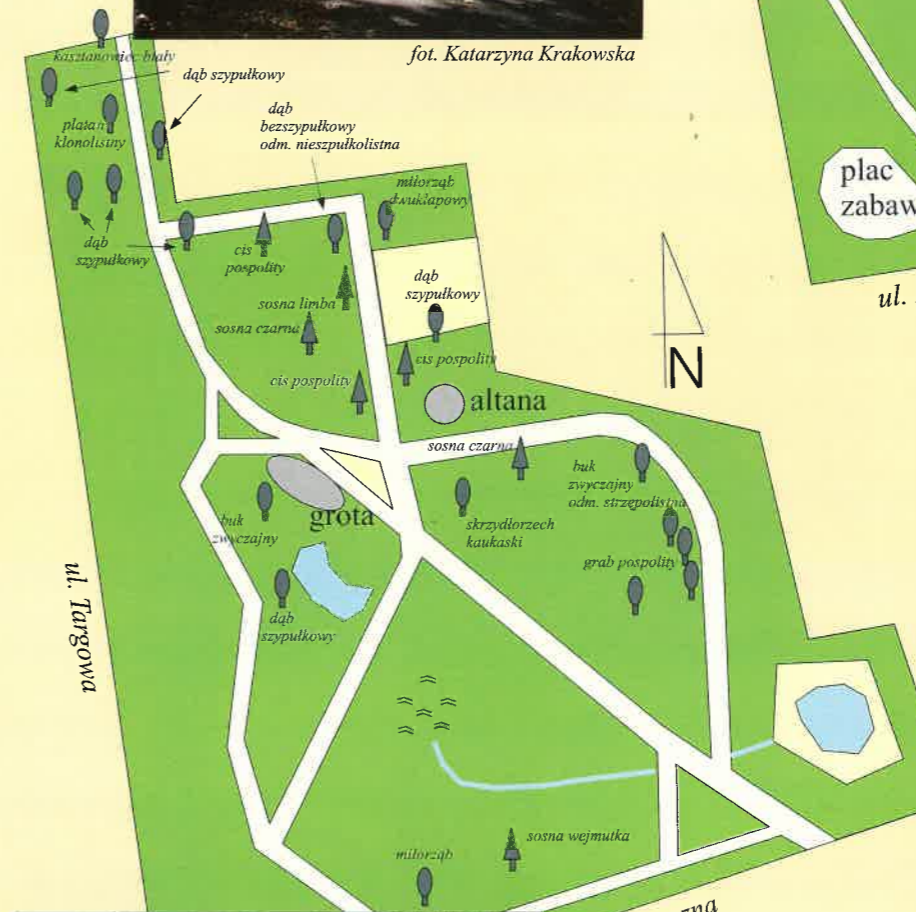 fot. Katarzyna Krakowska
kasztanowiec biały
dąb szypułkowy
dąb
bezszypułkowy
odm. nieszpułkolistna
platan
klonolistny
miłorząb
dwuklapowy
plac
zabaw
dąb
szypułkowy
cis
pospolity
dąb
szypułkowy
sosna limba
sosna czarna
ul.
cis pospolity
cis pospolity
N
altana
sosna czarna
buk
zwyczajny
odm. strzępolistna
grota
skrzydłorzech
kaukaski
buk
zwyczajny
grab pospolity
ul. Targowa
dąb
szypułkowy
sosna wejmutka
miłorząb
zna